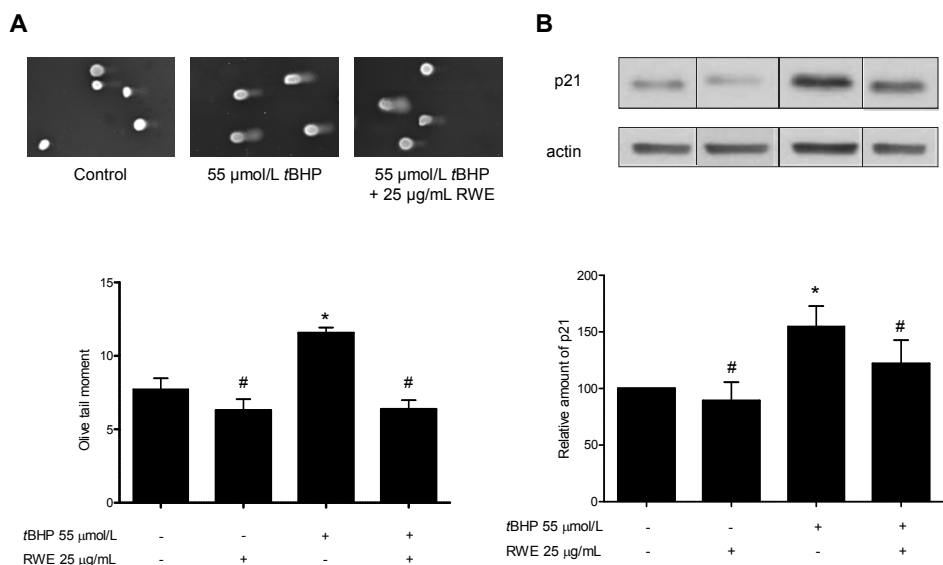 A
Control
55 μmol/L tBHP
55 μmol/L tBHP
+ 25 μg/mL RWE
15
10
5
0
Olive tail moment
#
*
#
tBHP 55 μmol/L - - + +
RWE 25 μg/mL - + - +
B
p21
actin
200
150
100
50
0
Relative amount of p21
#
*
#
tBHP 55 μmol/L - - + +
RWE 25 μg/mL - + - +